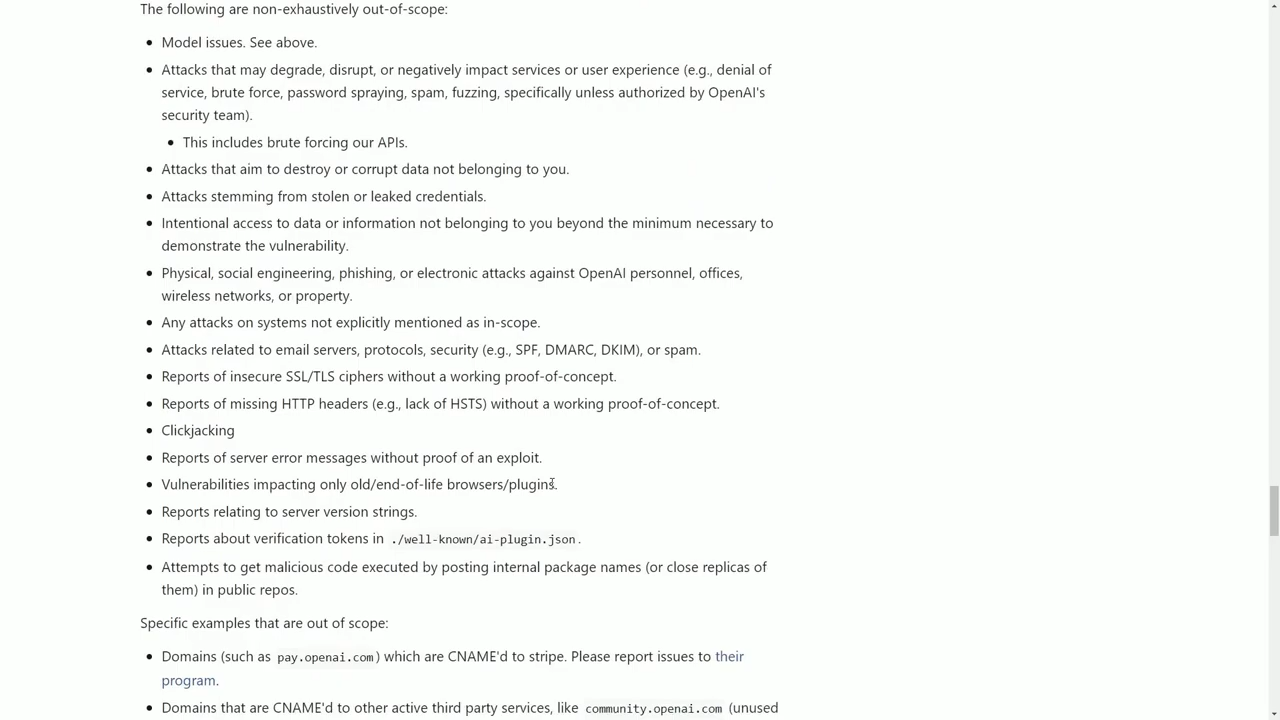 The following are non-exhaustively out-of-scope:
Model issues. See above.
Attacks that may degrade, disrupt, or negatively impact services or user experience (e.g., denial of
service, brute force, password spraying, spam, fuzzing, specifically unless authorized by OpenAI's
security team).
This includes brute forcing our APIs.
Attacks that aim to destroy or corrupt data not belonging to you.
Attacks stemming from stolen or leaked credentials.
Intentional access to data or information not belonging to you beyond the minimum necessary to
demonstrate the vulnerability.
Physical, social engineering, phishing, or electronic attacks against OpenAI personnel, offices,
wireless networks, or property.
Any attacks on systems not explicitly mentioned as in-scope.
Attacks related to email servers, protocols, security (e.g., SPF, DMARC, DKIM), or spam.
Reports of insecure SSL/TLS ciphers without a working proof-of-concept.
Reports of missing HTTP headers (e.g., lack of HSTS) without a working proof-of-concept.
Clickjacking
Reports of server error messages without proof of an exploit.
Vulnerabilities impacting only old/end-of-life browsers/plugins.
Reports relating to server version strings.
Reports about verification tokens in ./well-known/ai-plugin.json.
Attempts to get malicious code executed by posting internal package names (or close replicas of
them) in public repos.
Specific examples that are out of scope:
Domains (such as pay.openai.com) which are CNAME'd to stripe. Please report issues to their
program.
Domains that are CNAME'd to other active third party services, like community.openai.com (unused